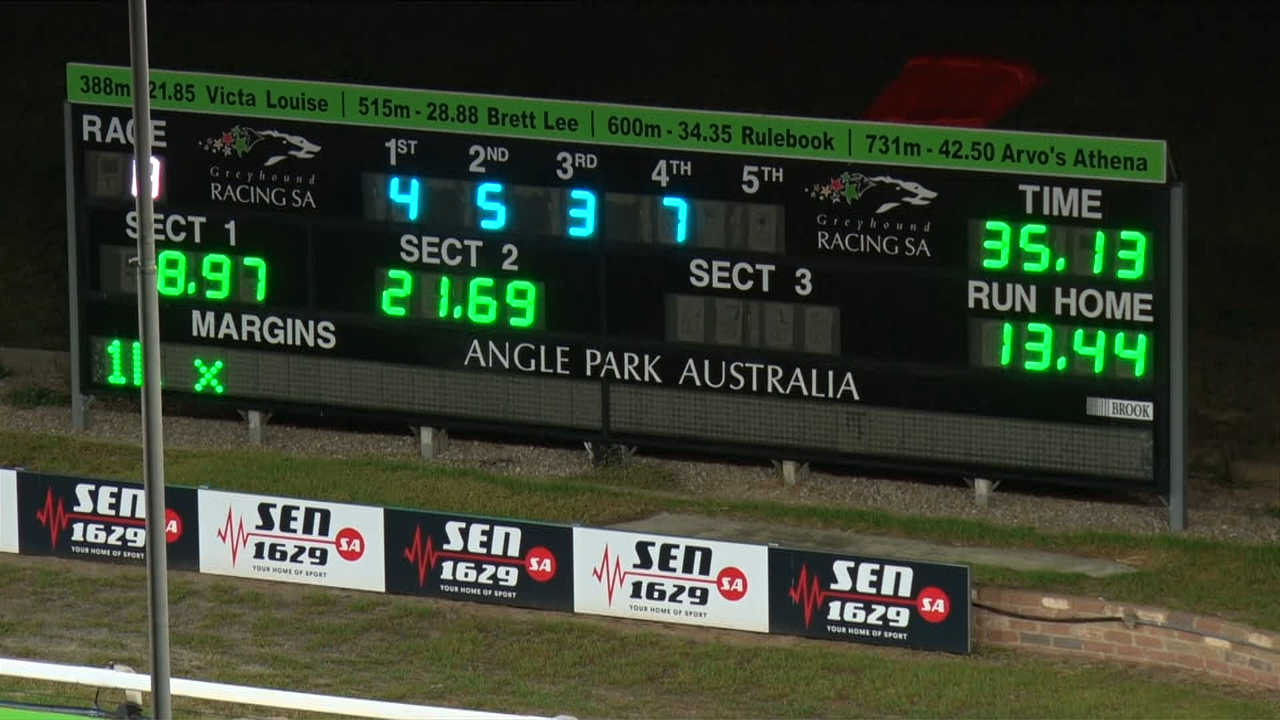 388m 21.85 Victa Louise | 515m - 28.88 Brett Lee | 600m - 34.35 Rulebook | 731m - 42.50 Arvo's Athena
RACE
Greyhound
RACING SA
1ST 2ND 3RD 4TH 5TH
4 5 3 7
Greyhound
RACING SA
TIME
35.13
SECT 1
8.97
SECT 2
21.69
SECT 3
RUN HOME
13.44
MARGINS
x
ANGLE PARK AUSTRALIA
BROOK
SEN
1629 SA
YOUR HOME OF SPORT
SEN
1629 SA
YOUR HOME OF SPORT
SEN
1629 SA
YOUR HOME OF SPORT
SEN
1629 SA
YOUR HOME OF SPORT
SEN
1629 SA
YOUR HOME OF SPORT